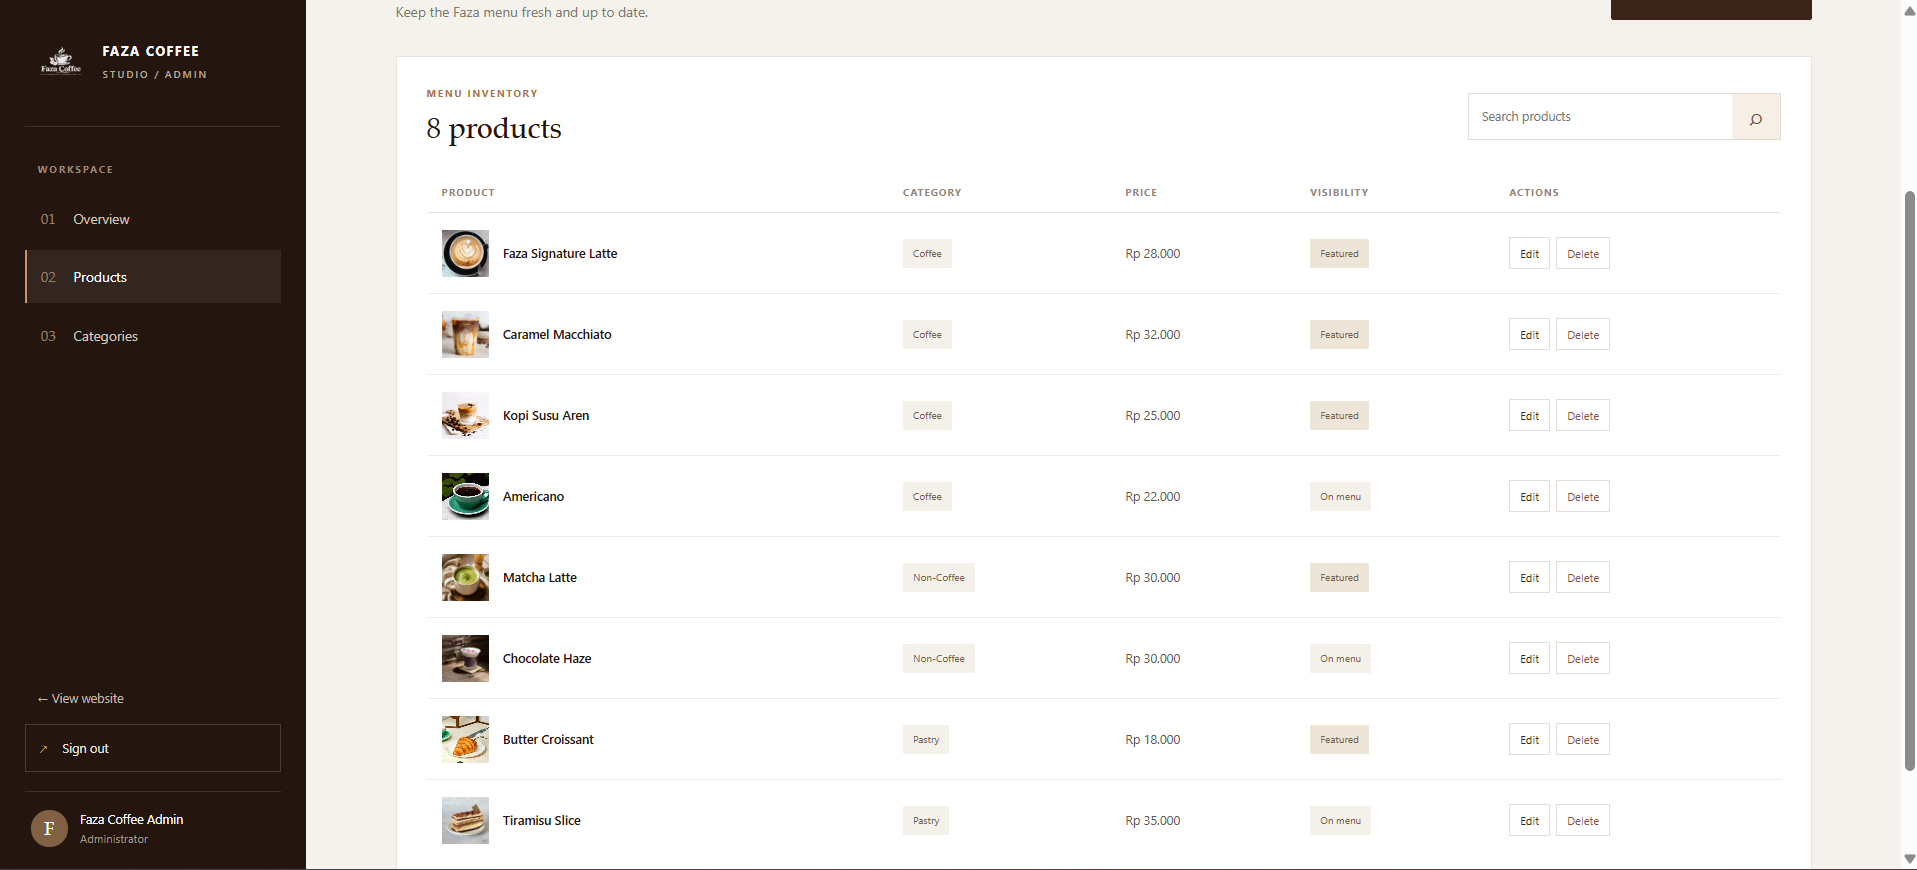 Faza Coffee
FAZA COFFEE
STUDIO / ADMIN
WORKSPACE
01 Overview
02 Products
03 Categories
← View website
↗ Sign out
F
Faza Coffee Admin
Administrator
Keep the Faza menu fresh and up to date.
MENU INVENTORY
8 products
Search products
PRODUCT CATEGORY PRICE VISIBILITY ACTIONS
Faza Signature Latte Coffee Rp 28.000 Featured Edit Delete
Caramel Macchiato Coffee Rp 32.000 Featured Edit Delete
Kopi Susu Aren Coffee Rp 25.000 Featured Edit Delete
Americano Coffee Rp 22.000 On menu Edit Delete
Matcha Latte Non-Coffee Rp 30.000 Featured Edit Delete
Chocolate Haze Non-Coffee Rp 30.000 On menu Edit Delete
Butter Croissant Pastry Rp 18.000 Featured Edit Delete
Tiramisu Slice Pastry Rp 35.000 On menu Edit Delete